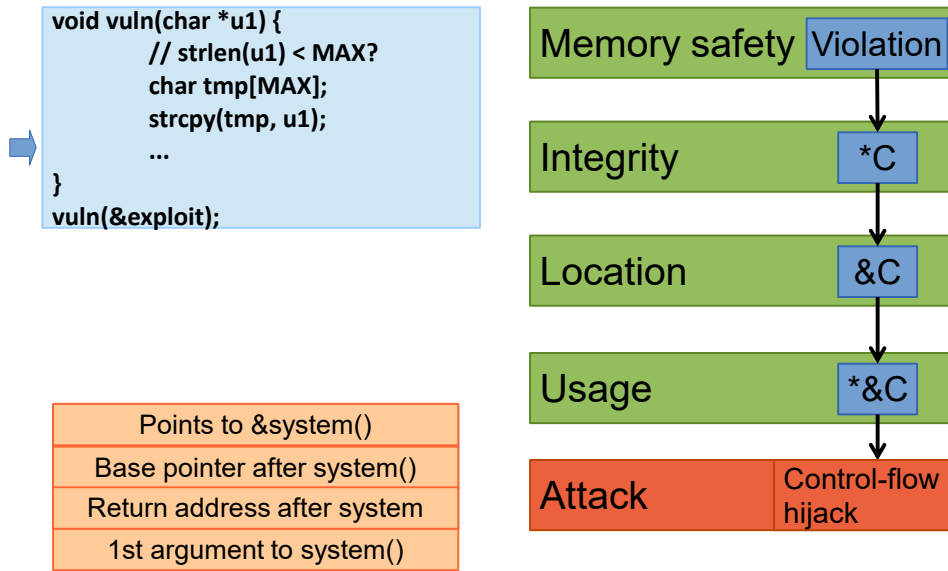 void vuln(char *u1) {
// strlen(u1) < MAX?
char tmp[MAX];
strcpy(tmp, u1);
...
}
vuln(&exploit);
Points to &system()
Base pointer after system()
Return address after system
1st argument to system()
Memory safety
Violation
Integrity
*C
Location
&C
Usage
*&C
Attack
Control-flow
hijack